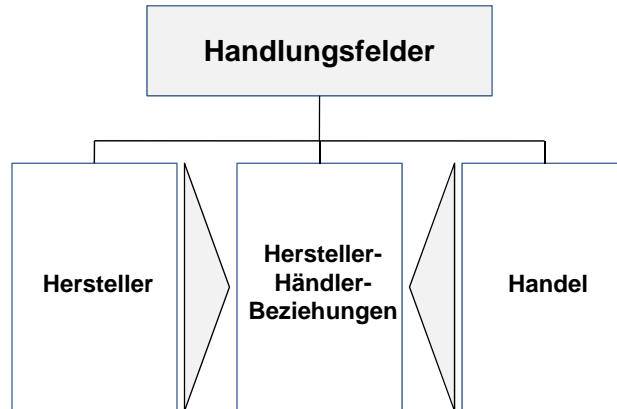 Handlungsfelder
Hersteller
Hersteller-
Händler-
Beziehungen
Handel